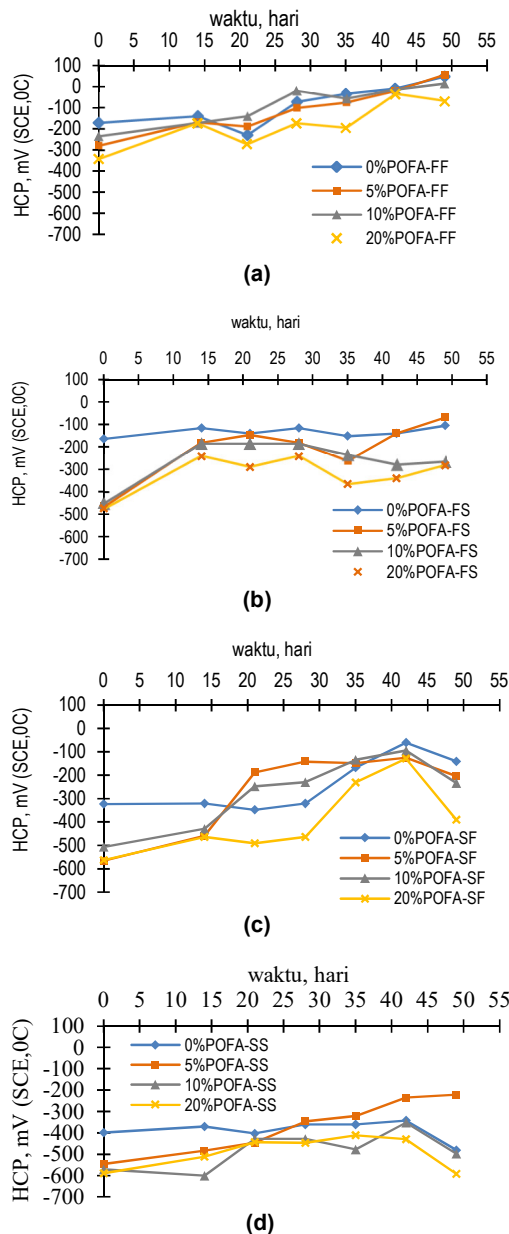 waktu, hari
0 5 10 15 20 25 30 35 40 45 50 55
100
0
-100
-200
-300
-400
-500
-600
-700
HCP, mV (SCE,0C)
0%POFA-FF
5%POFA-FF
10%POFA-FF
20%POFA-FF
(a)
waktu, hari
0 5 10 15 20 25 30 35 40 45 50 55
100
0
-100
-200
-300
-400
-500
-600
-700
HCP, mV (SCE,0C)
0%POFA-FS
5%POFA-FS
10%POFA-FS
20%POFA-FS
(b)
waktu, hari
0 5 10 15 20 25 30 35 40 45 50 55
100
0
-100
-200
-300
-400
-500
-600
-700
HCP, mV (SCE,0C)
0%POFA-SF
5%POFA-SF
10%POFA-SF
20%POFA-SF
(c)
waktu, hari
0 5 10 15 20 25 30 35 40 45 50 55
100
0
-100
-200
-300
-400
-500
-600
-700
HCP, mV (SCE,0C)
0%POFA-SS
5%POFA-SS
10%POFA-SS
20%POFA-SS
(d)